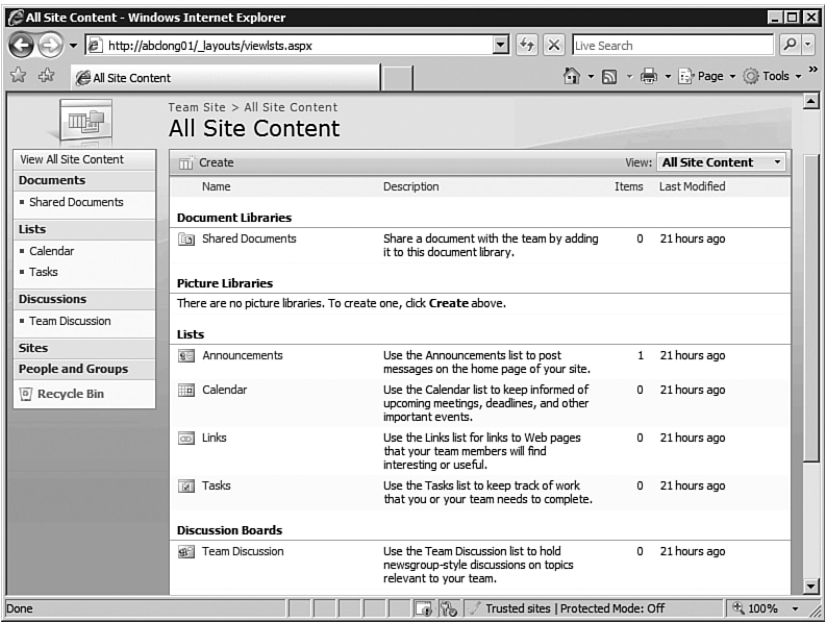 All Site Content - Windows Internet Explorer
http://abclong01/_layouts/viewlsts.aspx
Live Search
All Site Content
Page
Tools
Team Site > All Site Content
All Site Content
View All Site Content
Documents
Shared Documents
Lists
Calendar
Tasks
Discussions
Team Discussion
Sites
People and Groups
Recycle Bin
Create View: All Site Content
Name Description Items Last Modified
Document Libraries
Shared Documents Share a document with the team by adding 0 21 hours ago
it to this document library.
Picture Libraries
There are no picture libraries. To create one, click Create above.
Lists
Announcements Use the Announcements list to post 1 21 hours ago
messages on the home page of your site.
Calendar Use the Calendar list to keep informed of 0 21 hours ago
upcoming meetings, deadlines, and other
important events.
Links Use the Links list for links to Web pages 0 21 hours ago
that your team members will find
interesting or useful.
Tasks Use the Tasks list to keep track of work 0 21 hours ago
that you or your team needs to complete.
Discussion Boards
Team Discussion Use the Team Discussion list to hold 0 21 hours ago
newsgroup-style discussions on topics
relevant to your team.
Done Trusted sites | Protected Mode: Off 100%